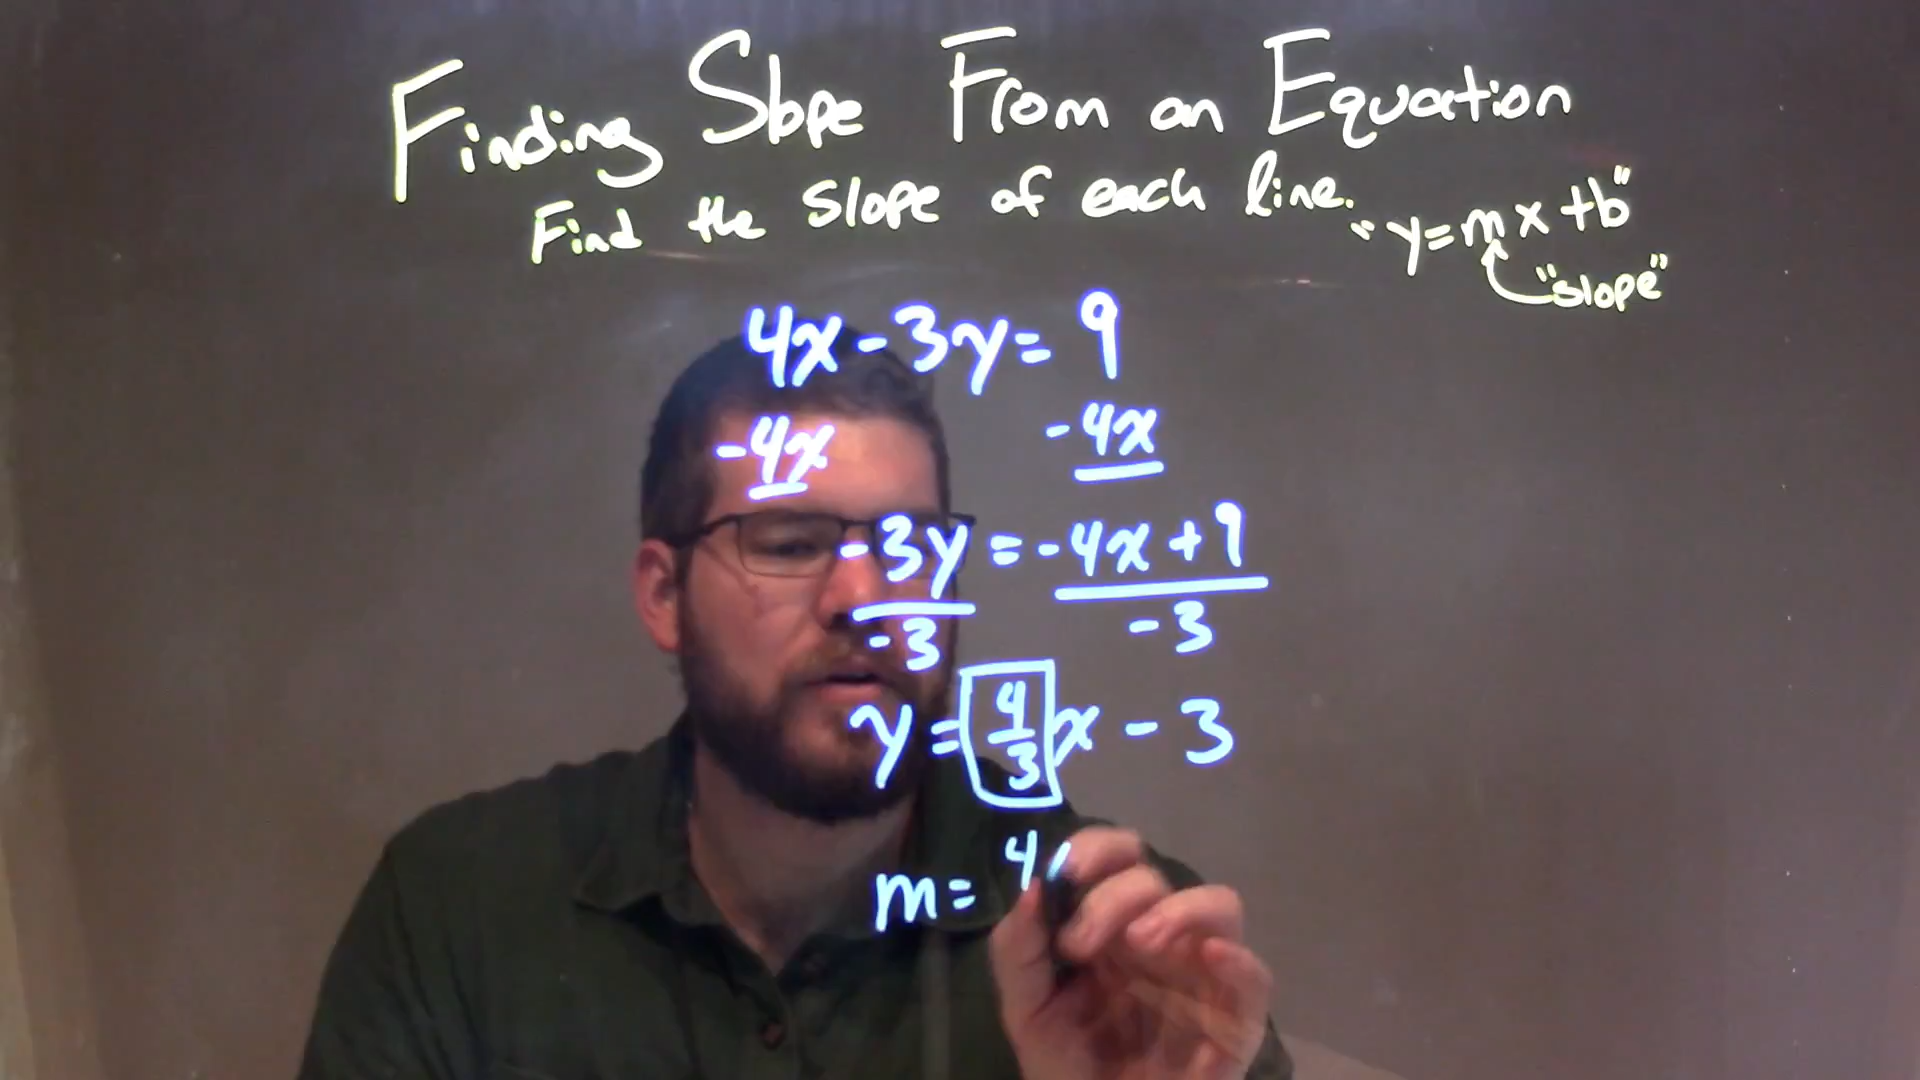 Finding Slope From an Equation
Find the slope of each line. "y=mx+b"
"slope"
4x-3y=9
-4x -4x
-3y=-4x+9
-3 -3
y=4/3x-3
m=4/